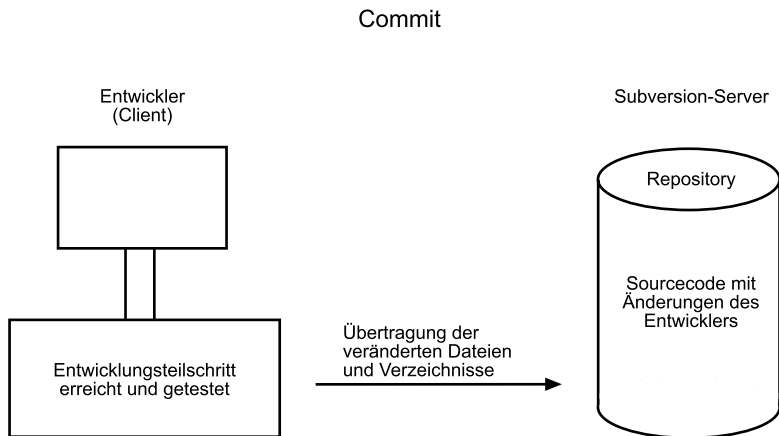 Commit
Entwickler
(Client)
Subversion-Server
Repository
Sourcecode mit
Änderungen des
Entwicklers
Übertragung der
veränderten Dateien
und Verzeichnisse
Entwicklungsteilschritt
erreicht und getestet